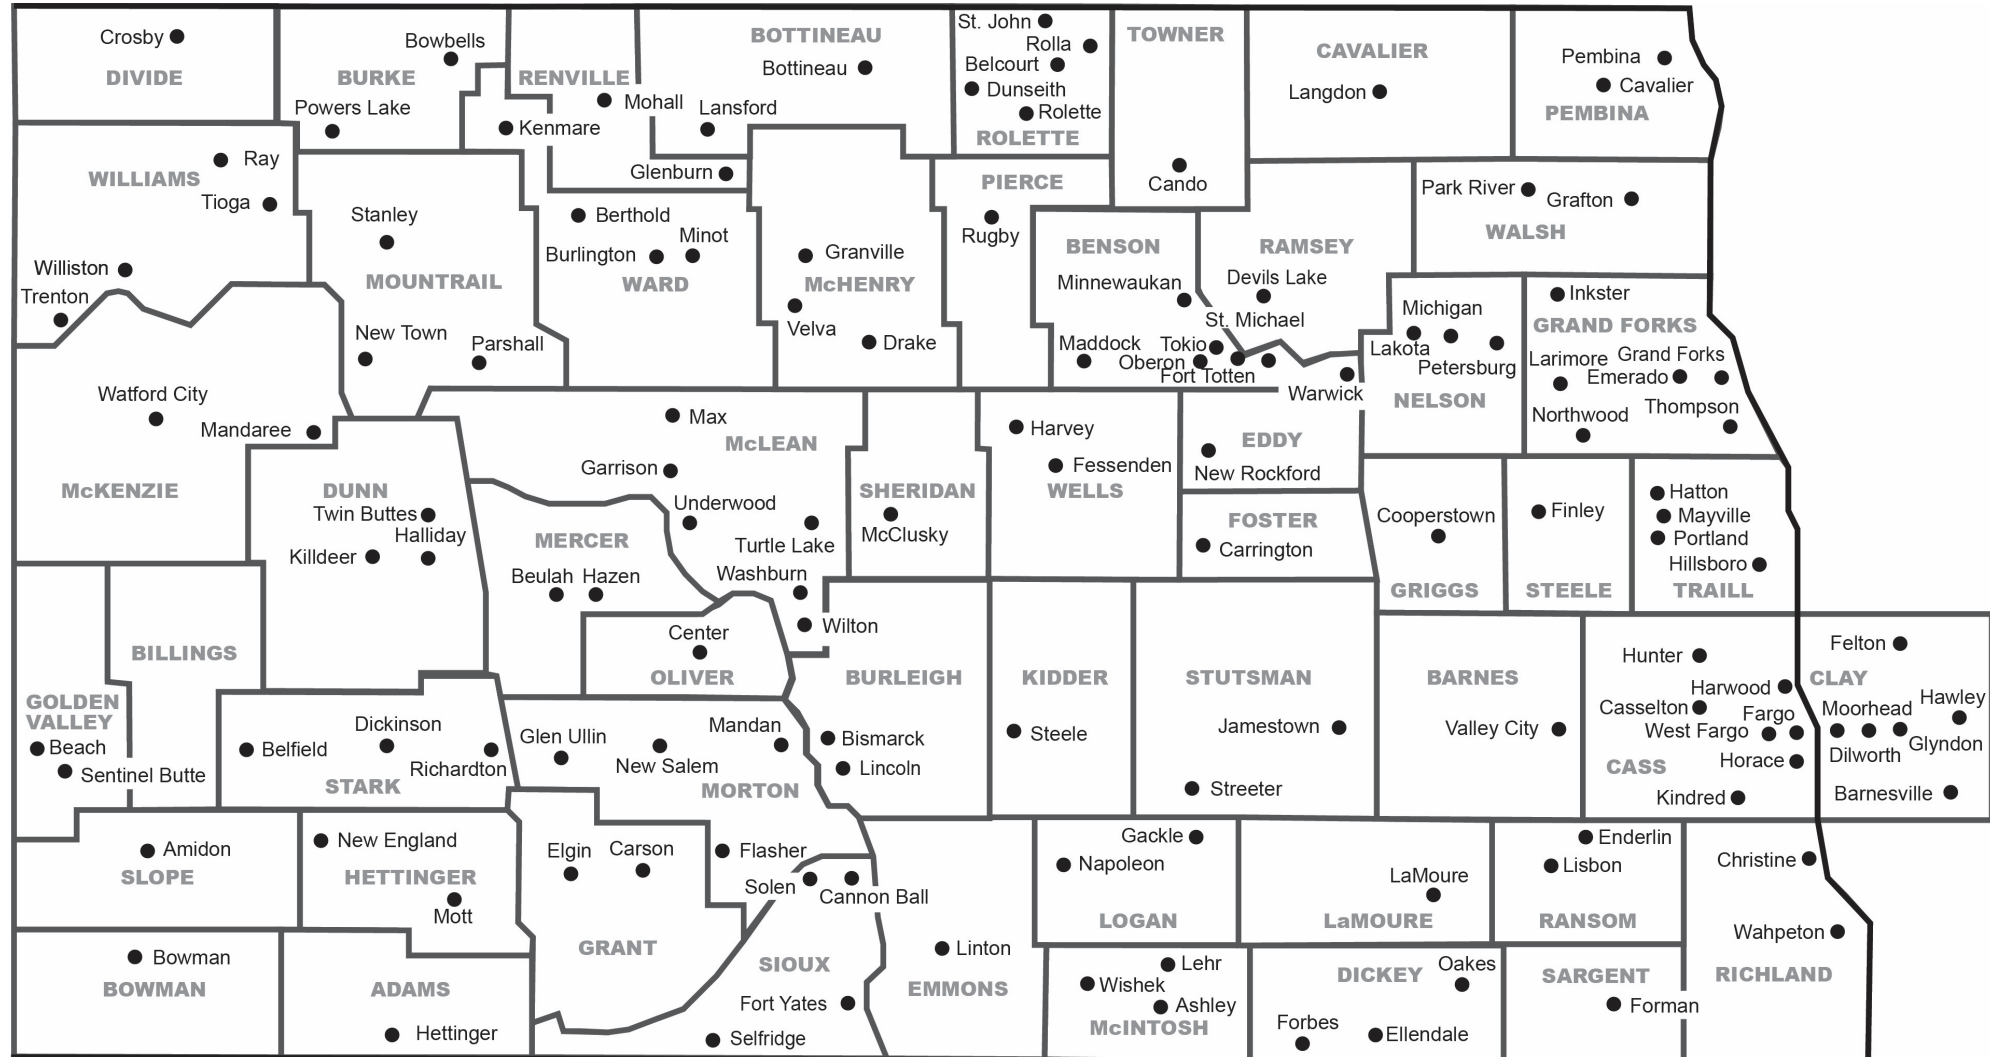 St. John
BOTTINEAU
TOWNER
Crosby
Bowbells
Rolla
CAVALIER
Pembina
Belcourt
Bottineau
DIVIDE
BURKE
RENVILLE
Dunseith
Langdon
Cavalier
Powers Lake
Mohall
Lansford
Rolette
PEMBINA
Kenmare
ROLETTE
Ray
WILLIAMS
Glenburn
PIERCE
Cando
Park River
Grafton
Tioga
Stanley
Berthold
Minot
Rugby
WALSH
Burlington
Granville
BENSON
RAMSEY
Williston
MOUNTRAIL
WARD
McHENRY
Minnewaukan
Devils Lake
Inkster
Trenton
Velva
St. Michael
Michigan
GRAND FORKS
New Town
Parshall
Drake
Maddock
Tokio
Lakota
Larimore
Grand Forks
Oberon
Petersburg
Emerado
Fort Totten
Watford City
Warwick
NELSON
Thompson
Max
Northwood
Mandaree
McLEAN
Harvey
EDDY
Garrison
Fessenden
New Rockford
McKENZIE
DUNN
SHERIDAN
WELLS
Hatton
Twin Buttes
Underwood
McClusky
FOSTER
Cooperstown
Finley
Mayville
Halliday
MERCER
Turtle Lake
Carrington
Portland
Killdeer
Hillsboro
Beulah
Hazen
Washburn
GRIGGS
STEELE
TRAILL
Center
Wilton
BILLINGS
Hunter
Felton
OLIVER
BURLEIGH
KIDDER
STUTSMAN
BARNES
Harwood
CLAY
GOLDEN
VALLEY
Hawley
Casselton
Fargo
Moorhead
Dickinson
Mandan
Glen Ullin
Jamestown
Valley City
West Fargo
Beach
Belfield
Bismarck
Steele
Glyndon
Dilworth
Sentinel Butte
Richardton
New Salem
Lincoln
CASS
Horace
STARK
MORTON
Streeter
Kindred
Barnesville
New England
Gackle
Enderlin
Amidon
Elgin
Carson
Flasher
Napoleon
Lisbon
Christine
SLOPE
HETTINGER
Solen
Cannon Ball
LaMoure
Mott
LOGAN
LaMOURE
RANSOM
Wahpeton
GRANT
Linton
Bowman
SIOUX
Lehr
DICKEY
Oakes
SARGENT
RICHLAND
BOWMAN
ADAMS
EMMONS
Wishek
Fort Yates
Ashley
Forman
McINTOSH
Forbes
Hettinger
Selfridge
Ellendale